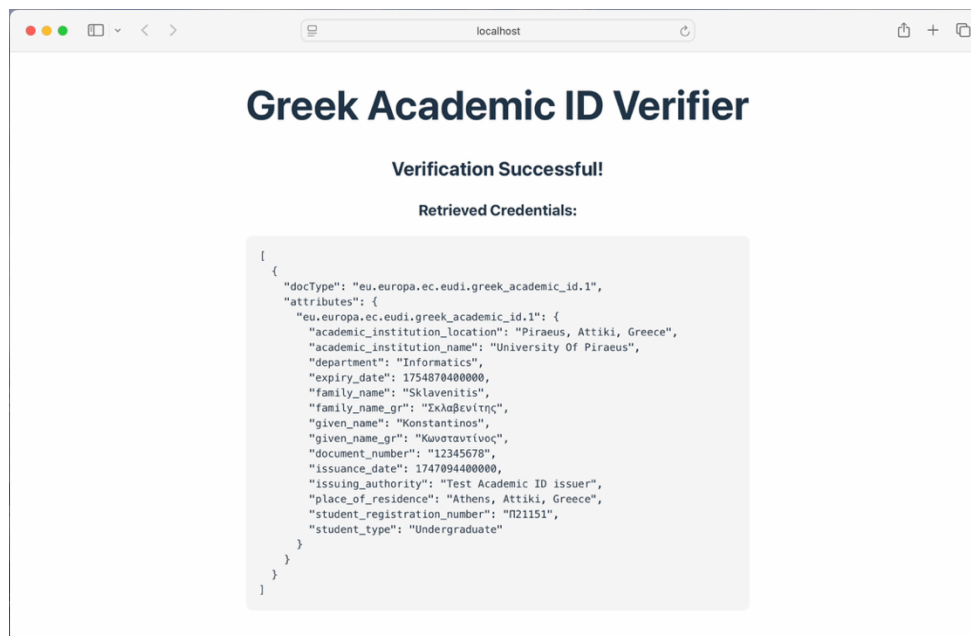 localhost
Greek Academic ID Verifier
Verification Successful!
Retrieved Credentials:
[
  {
    "docType": "eu.europa.ec.eudi.greek_academic_id.1",
    "attributes": {
      "eu.europa.ec.eudi.greek_academic_id.1": {
        "academic_institution_location": "Piraeus, Attiki, Greece",
        "academic_institution_name": "University Of Piraeus",
        "department": "Informatics",
        "expiry_date": 1754870400000,
        "family_name": "Sklavenitis",
        "family_name_gr": "Σκλαβενίτης",
        "given_name": "Konstantinos",
        "given_name_gr": "Κωνσταντίνος",
        "document_number": "12345678",
        "issuance_date": 1747094400000,
        "issuing_authority": "Test Academic ID issuer",
        "place_of_residence": "Athens, Attiki, Greece",
        "student_registration_number": "Π21151",
        "student_type": "Undergraduate"
      }
    }
  }
]